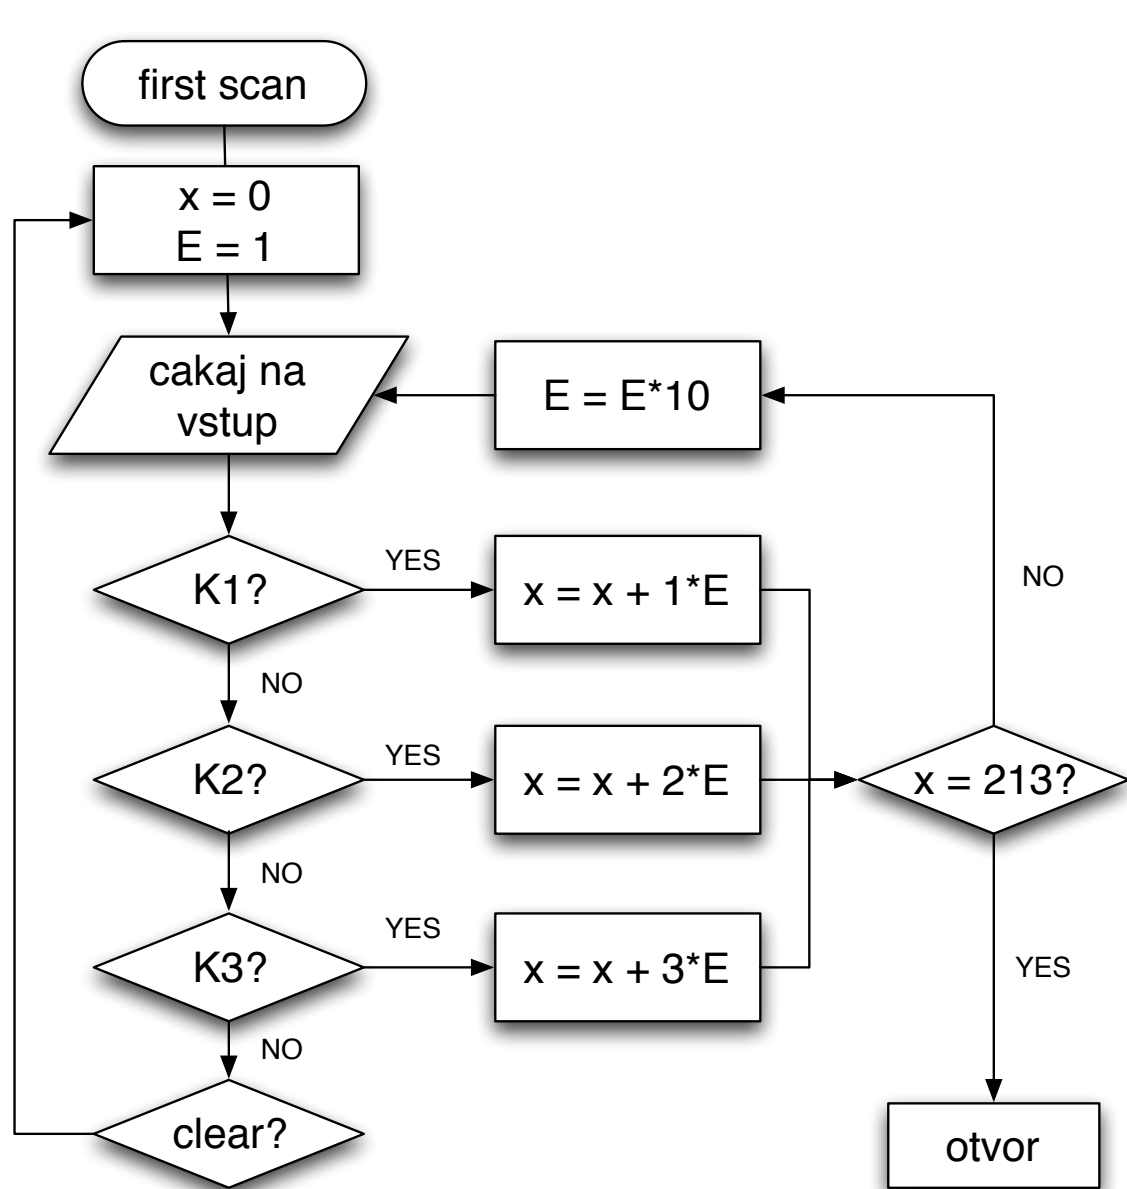 first scan
x = 0
E = 1
cakaj na
vstup
E = E*10
K1?
YES
x = x + 1*E
NO
NO
K2?
YES
x = x + 2*E
x = 213?
NO
K3?
YES
x = x + 3*E
YES
NO
clear?
otvor